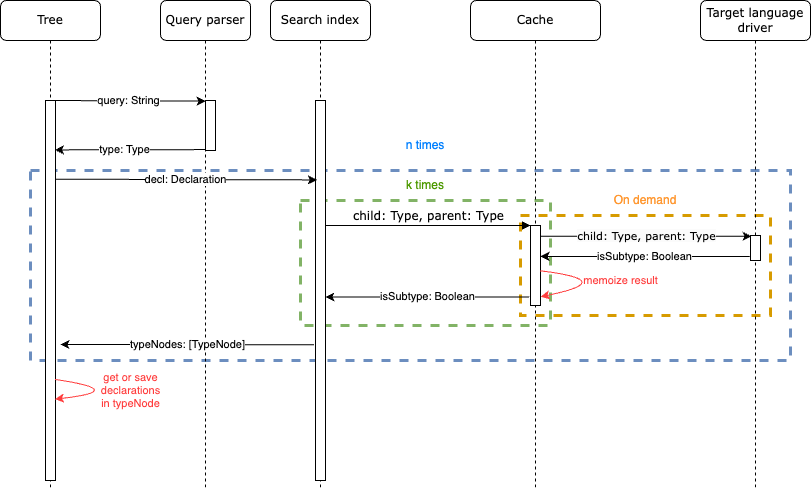 Tree
Query parser
Search index
Cache
Target language
driver
query: String
type: Type
n times
decl: Declaration
k times
On demand
child: Type, parent: Type
child: Type, parent: Type
isSubtype: Boolean
memoize result
isSubtype: Boolean
typeNodes: [TypeNode]
get or save
declarations
in typeNode